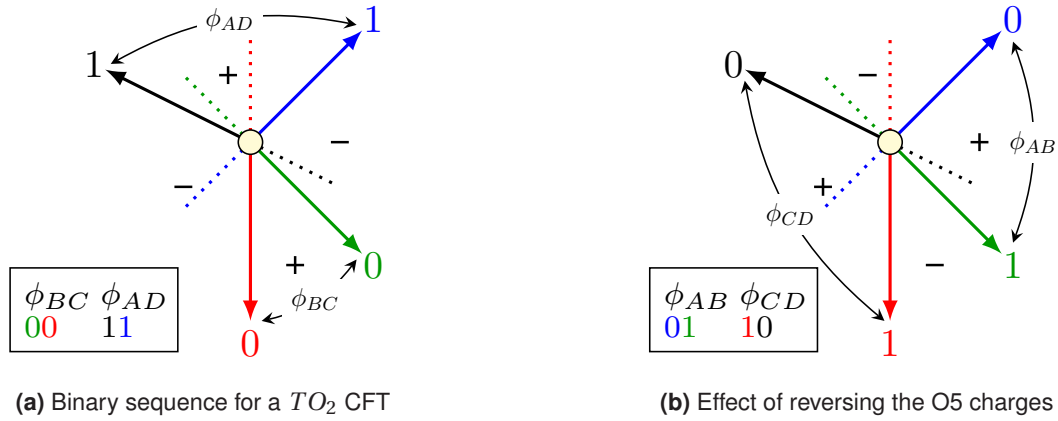 ϕ_AD
1
1
+
−
−
+
0
ϕ_BC
0
ϕ_BC ϕ_AD
00 11
(a) Binary sequence for a TO₂ CFT
0
0
−
+
ϕ_AB
+
ϕ_CD
−
1
1
ϕ_AB ϕ_CD
01 10
(b) Effect of reversing the O5 charges